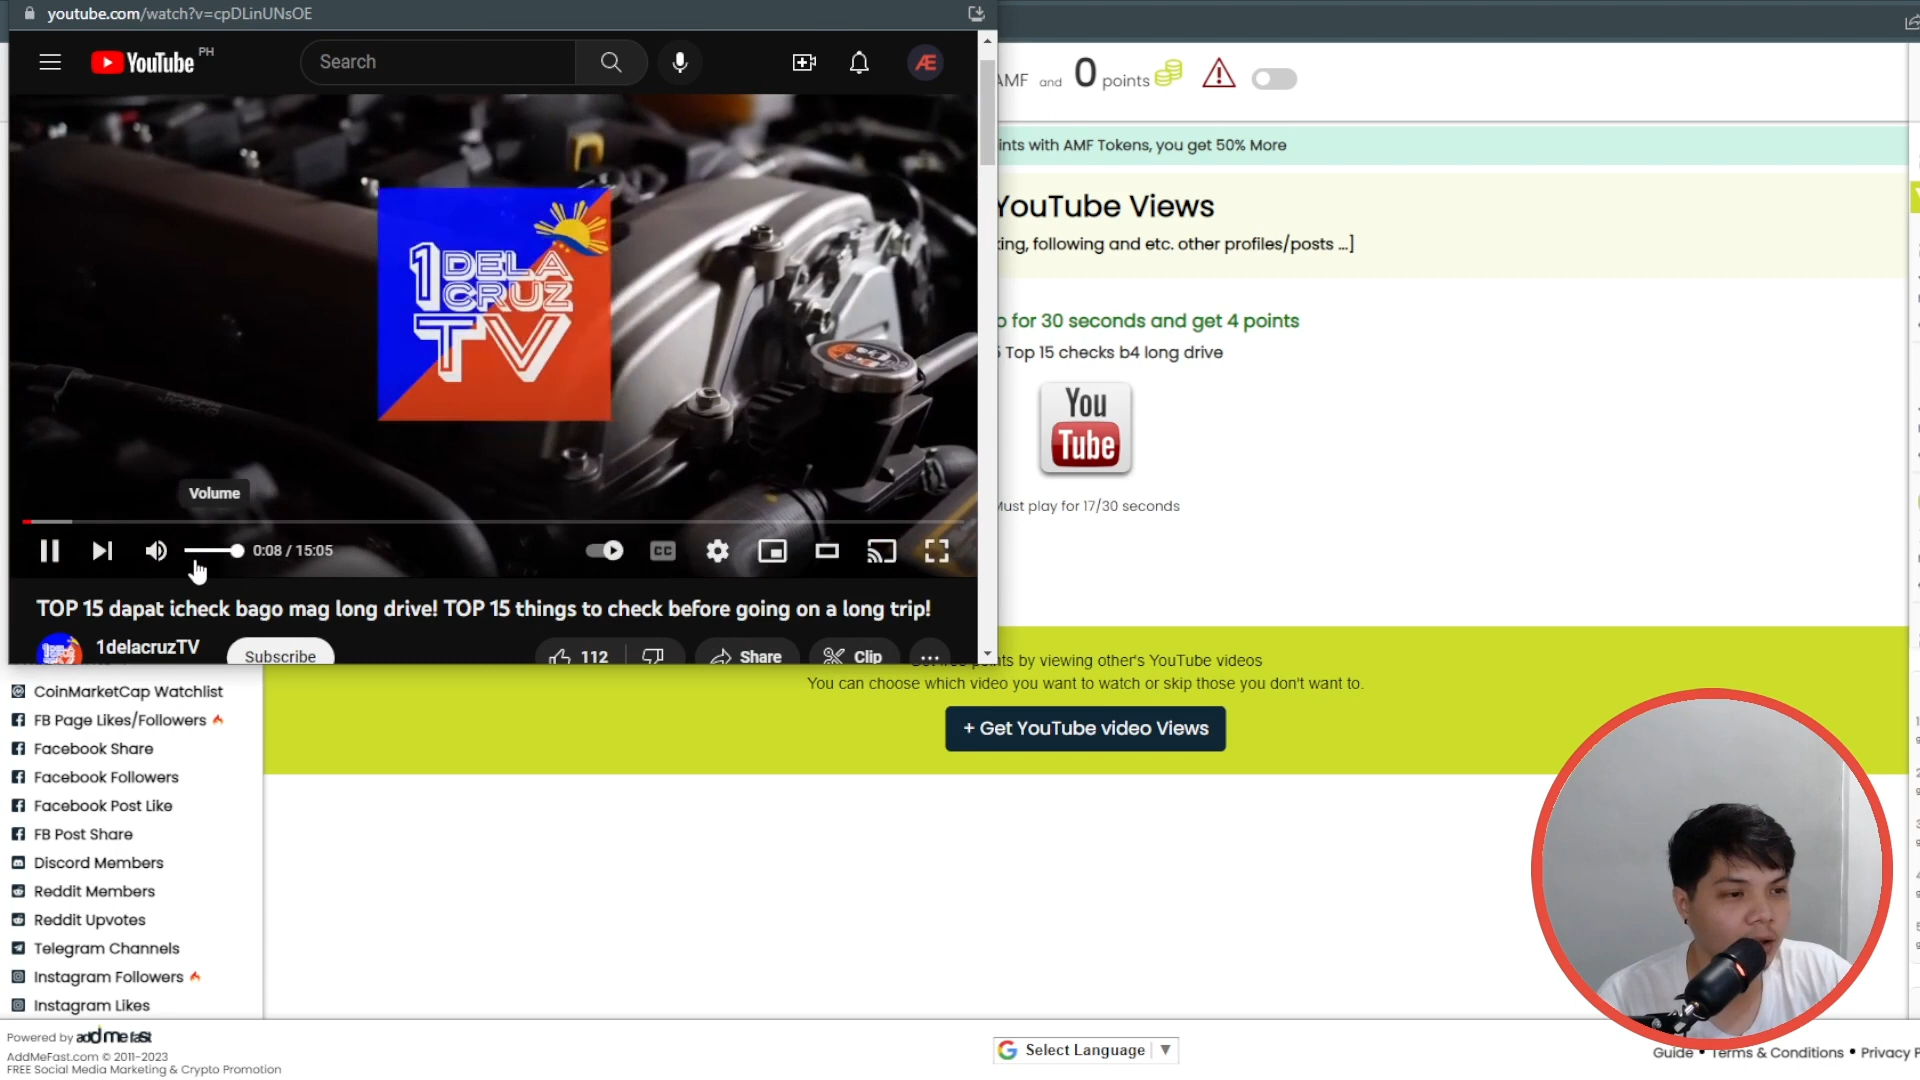 youtube.com/watch?v=cpDLinUNsOE
YouTube PH
Search
Æ
1DELA
CRUZ
TV
Volume
0:08 / 15:05
CC
TOP 15 dapat icheck bago mag long drive! TOP 15 things to check before going on a long trip!
1delacruzTV
Subscribe
112
Share
Clip
AMF and 0 points
ints with AMF Tokens, you get 50% More
YouTube Views
king, following and etc. other profiles/posts ...]
for 30 seconds and get 4 points
Top 15 checks b4 long drive
You
Tube
Must play for 17/30 seconds
by viewing other's YouTube videos
You can choose which video you want to watch or skip those you don't want to.
+ Get YouTube video Views
CoinMarketCap Watchlist
FB Page Likes/Followers
Facebook Share
Facebook Followers
Facebook Post Like
FB Post Share
Discord Members
Reddit Members
Reddit Upvotes
Telegram Channels
Instagram Followers
Instagram Likes
Powered by addmefast
AddMeFast.com © 2011-2023
FREE Social Media Marketing & Crypto Promotion
Select Language ▼
Guide • Terms & Conditions • Privacy P